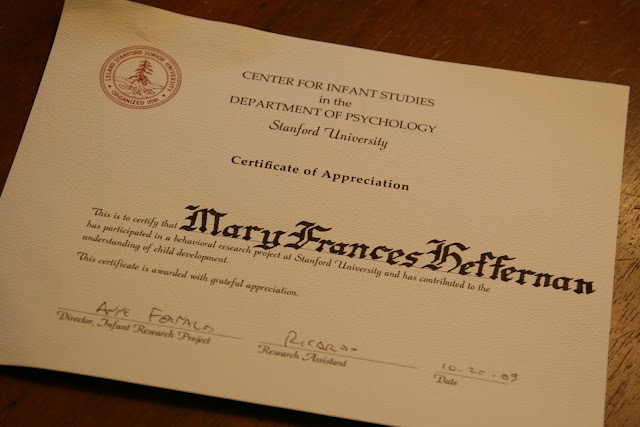 LELAND STANFORD JUNIOR UNIVERSITY
ORGANIZED 1891
CENTER FOR INFANT STUDIES
in the
DEPARTMENT OF PSYCHOLOGY
Stanford University
Certificate of Appreciation
This is to certify that Mary Frances Heffernan
has participated in a behavioral research project at Stanford University and has contributed to the
understanding of child development.
This certificate is awarded with grateful appreciation.
Director, Infant Research Project
Ricardo
Research Assistant
10.20.09
Date